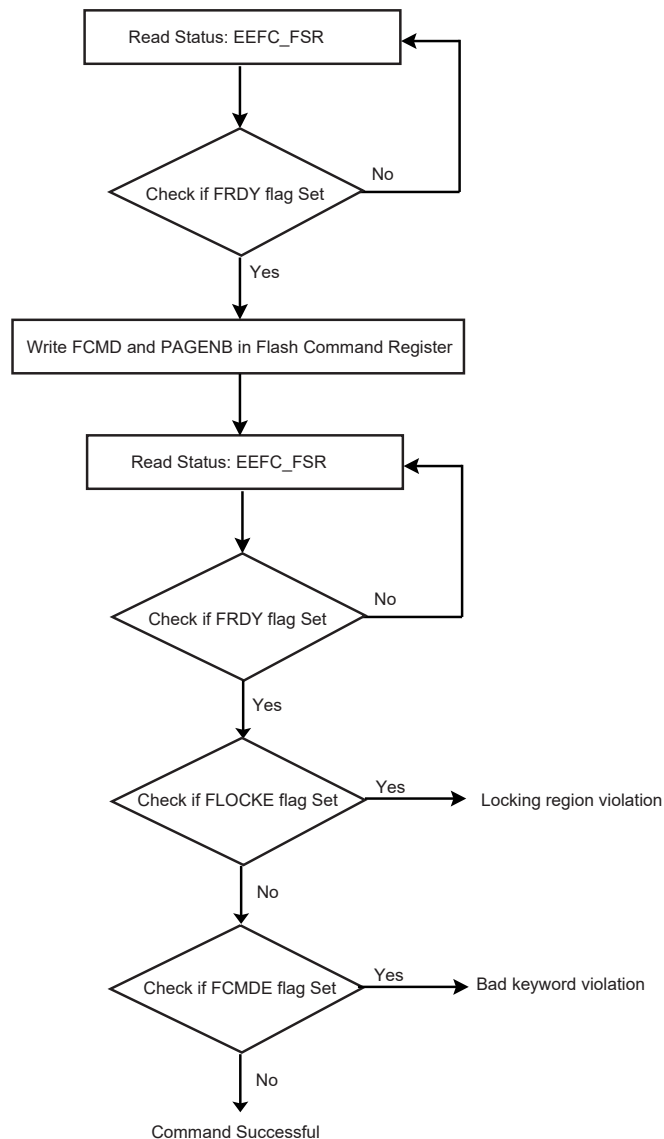 Read Status: EEFC_FSR
No
Check if FRDY flag Set
Yes
Write FCMD and PAGENB in Flash Command Register
Read Status: EEFC_FSR
No
Check if FRDY flag Set
Yes
Check if FLOCKE flag Set
Yes
Locking region violation
No
Check if FCMDE flag Set
Yes
Bad keyword violation
No
Command Successful